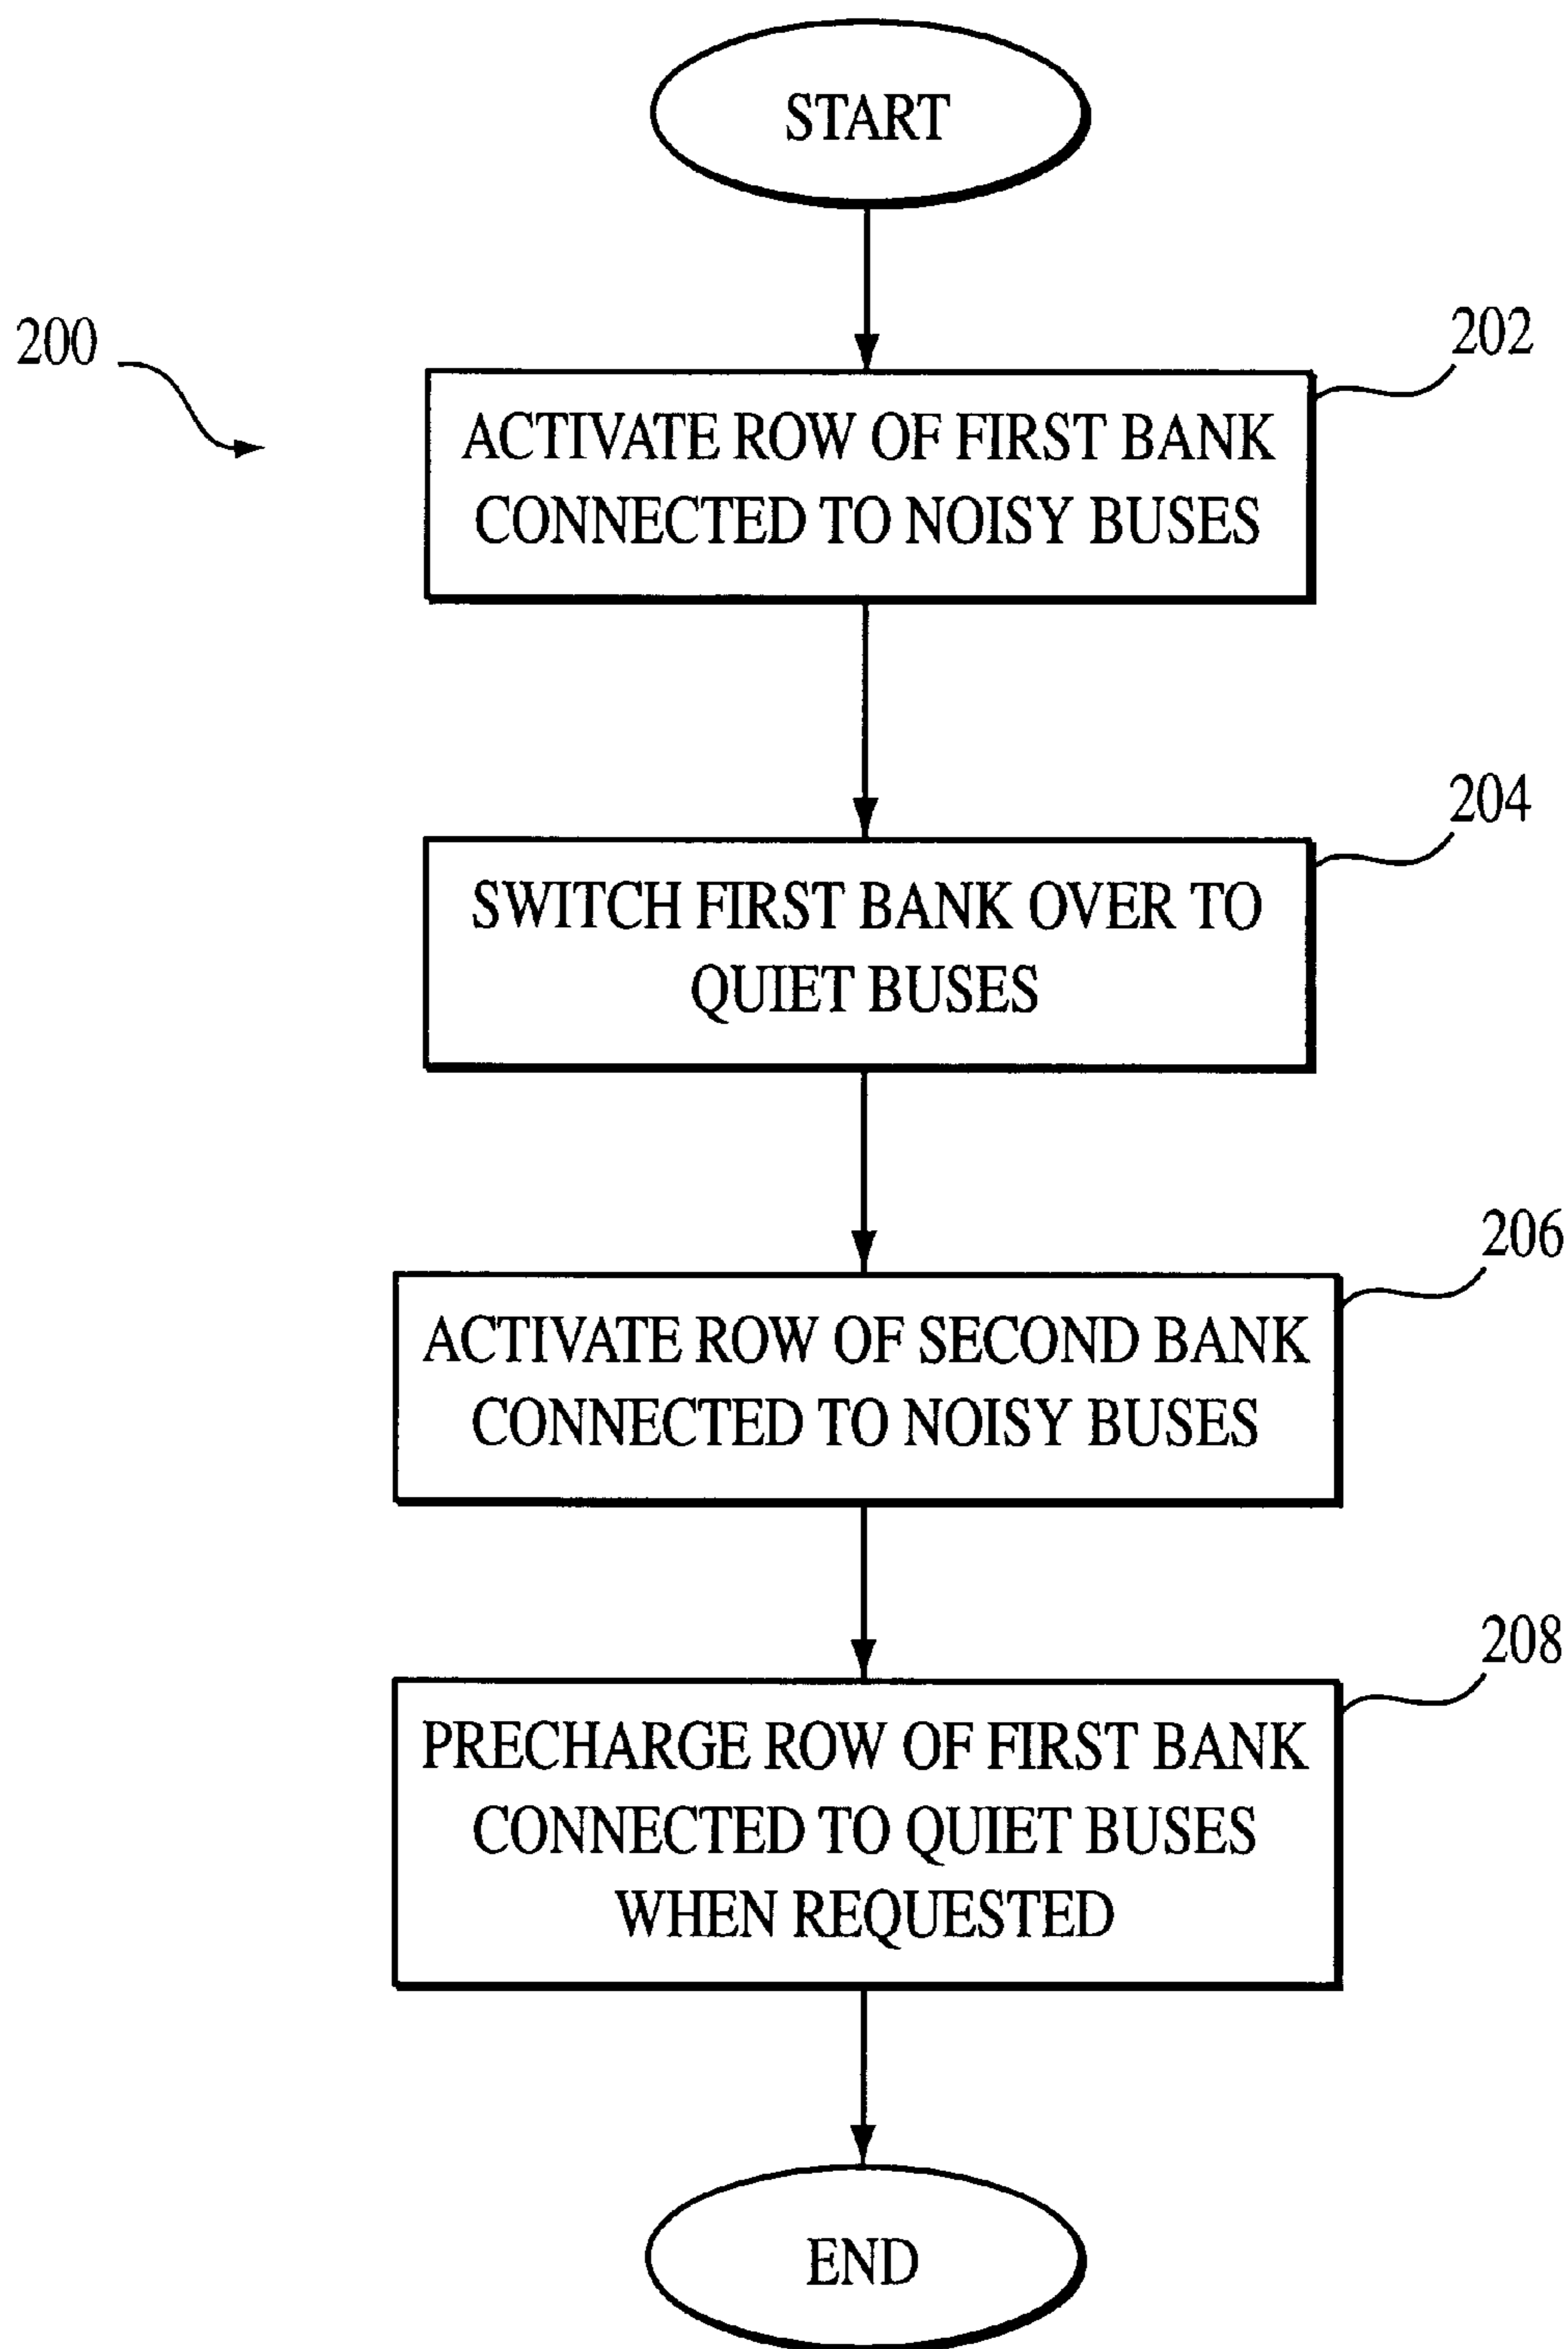 START
200
202
ACTIVATE ROW OF FIRST BANK
CONNECTED TO NOISY BUSES
204
SWITCH FIRST BANK OVER TO
QUIET BUSES
206
ACTIVATE ROW OF SECOND BANK
CONNECTED TO NOISY BUSES
208
PRECHARGE ROW OF FIRST BANK
CONNECTED TO QUIET BUSES
WHEN REQUESTED
END